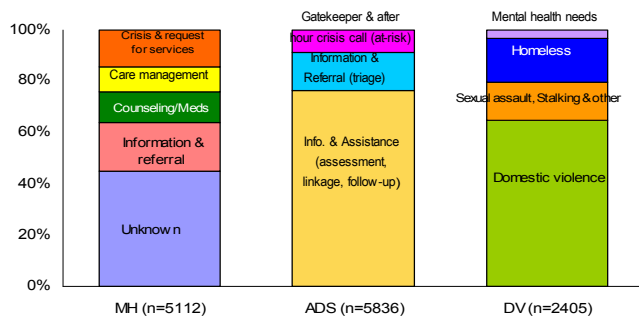 Gatekeeper & after
hour crisis call (at-risk)
Mental health needs
100%
80%
60%
40%
20%
0%
Crisis & request
for services
Care management
Counseling/Meds
Information &
referral
Unknown
Information &
Referral (triage)
Info. & Assistance
(assessment,
linkage, follow-up)
Homeless
Sexual assault, Stalking & other
Domestic violence
MH (n=5112)
ADS (n=5836)
DV (n=2405)